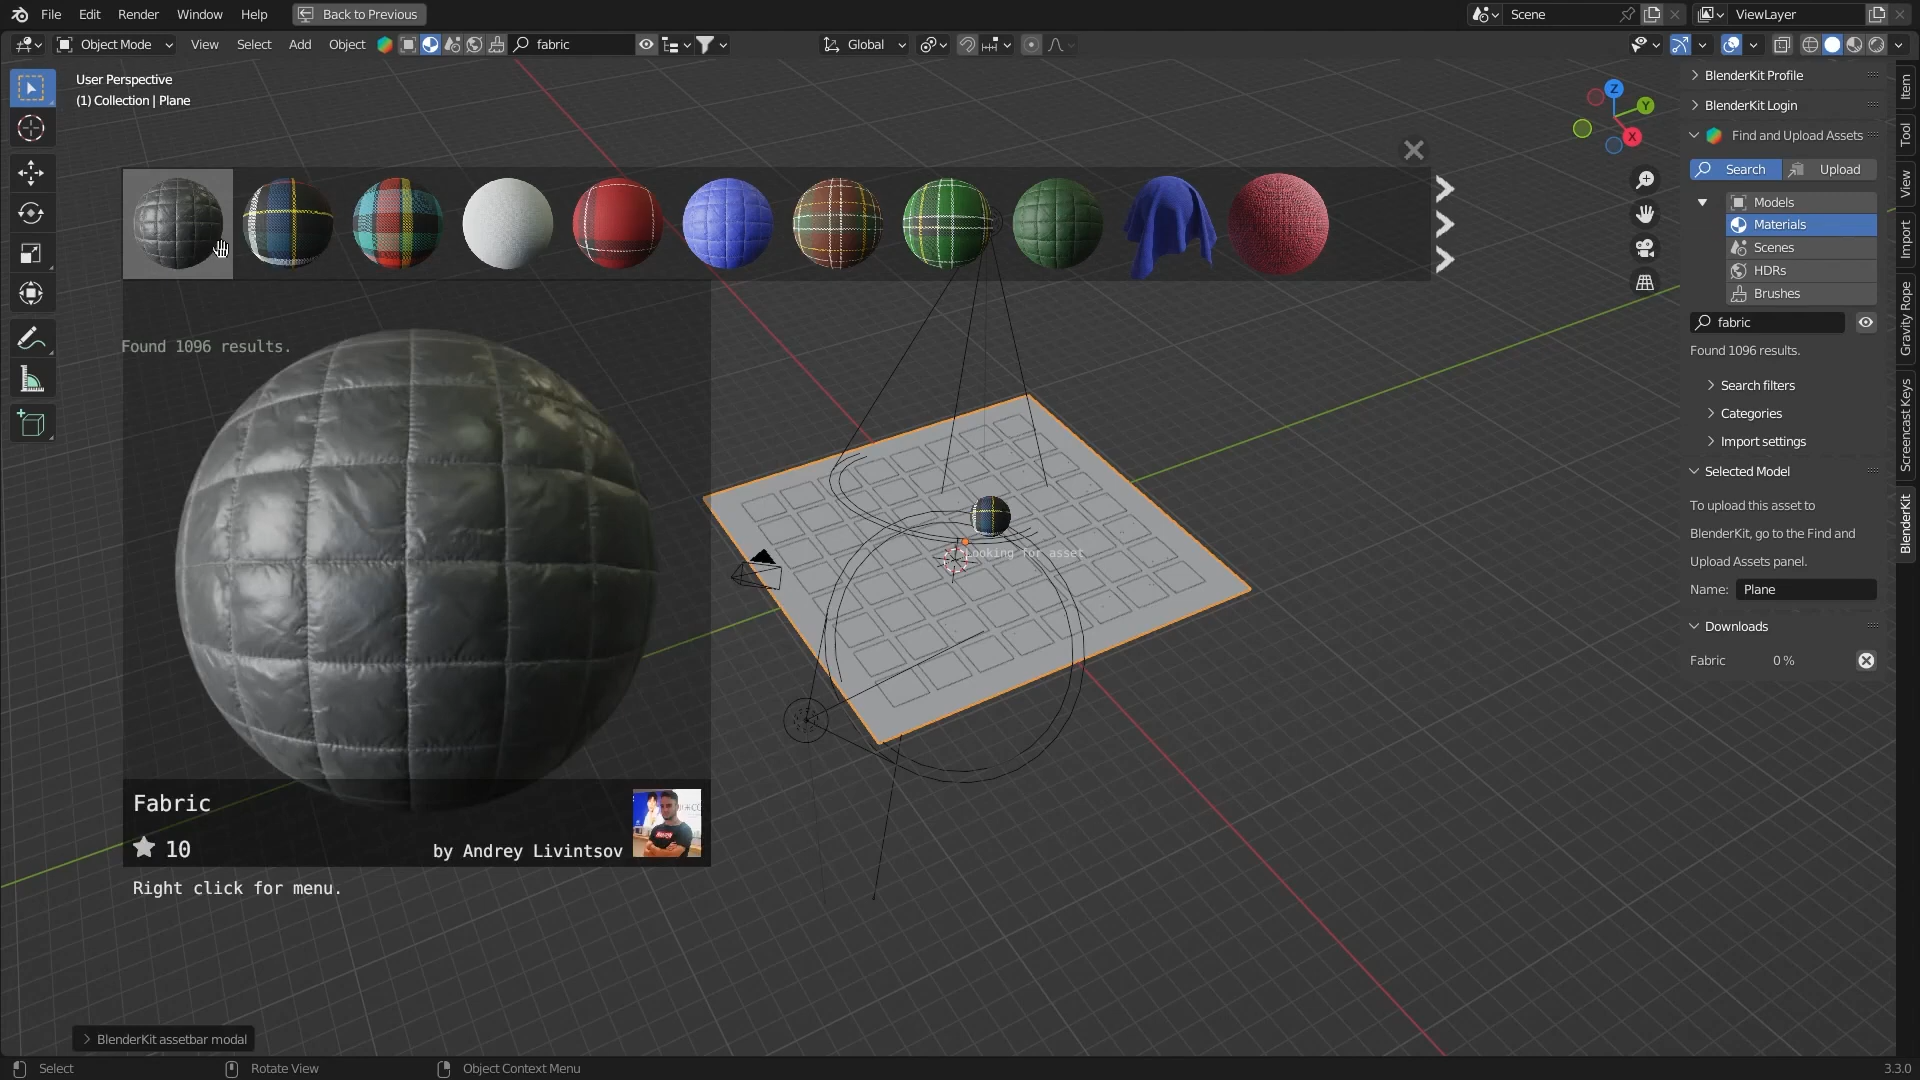 File Edit Render Window Help Back to Previous Scene ViewLayer
Object Mode View Select Add Object fabric Global
User Perspective
(1) Collection | Plane
Z
Y
X
BlenderKit Profile
BlenderKit Login
Find and Upload Assets
Search Upload
Models
Materials
Scenes
HDRs
Brushes
fabric
Found 1096 results.
Search filters
Categories
Import settings
Selected Model
To upload this asset to
BlenderKit, go to the Find and
Upload Assets panel.
Name: Plane
Downloads
Fabric 0 %
Item
Tool
View
Import
Gravity Rope
Screencast Keys
BlenderKit
Found 1096 results.
Looking for asset
Fabric
10 by Andrey Livintsov
Right click for menu.
BlenderKit assetbar modal
Select Rotate View Object Context Menu 3.3.0